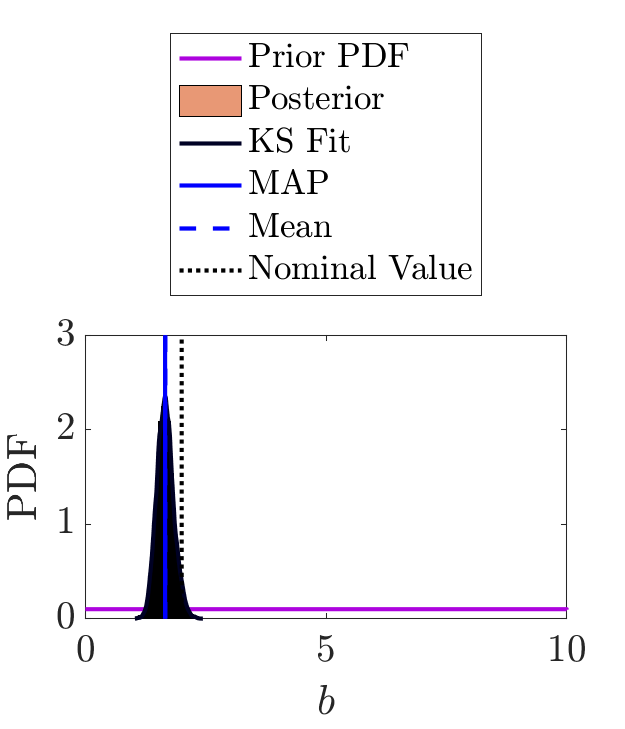 Prior PDF
Posterior
KS Fit
MAP
Mean
Nominal Value
3
2
1
0
PDF
0 5 10
b